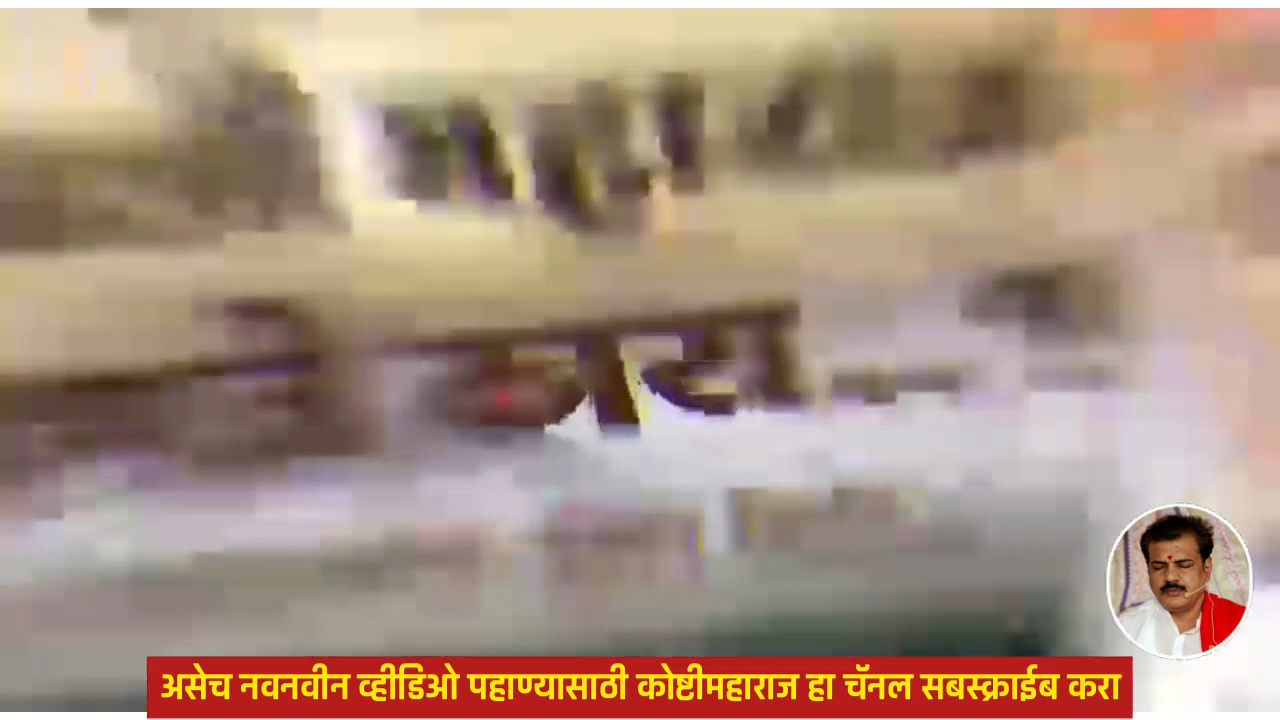 असेच नवनवीन व्हीडिओ पहाण्यासाठी कोष्टीमहाराज हा चॅनल सबस्क्राईब करा